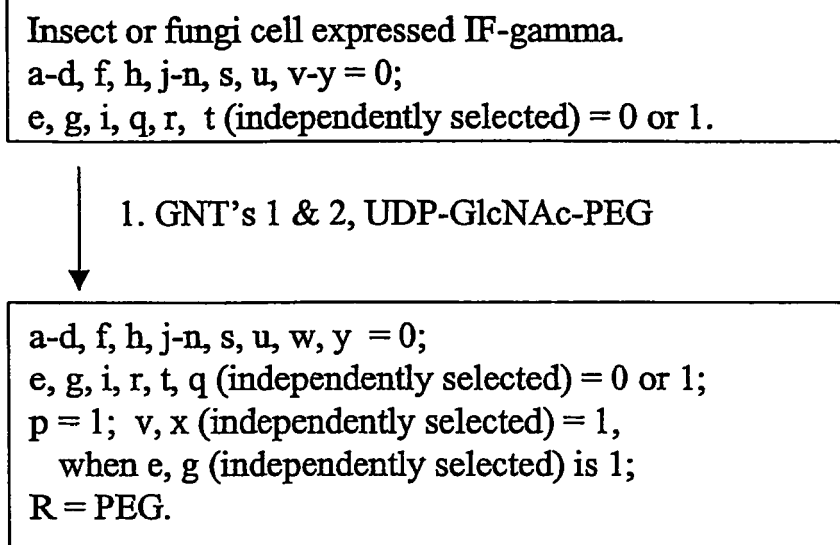 Insect or fungi cell expressed IF-gamma.
a-d, f, h, j-n, s, u, v-y = 0;
e, g, i, q, r, t (independently selected) = 0 or 1.
1. GNT's 1 & 2, UDP-GlcNAc-PEG
a-d, f, h, j-n, s, u, w, y = 0;
e, g, i, r, t, q (independently selected) = 0 or 1;
p = 1; v, x (independently selected) = 1,
when e, g (independently selected) is 1;
R = PEG.